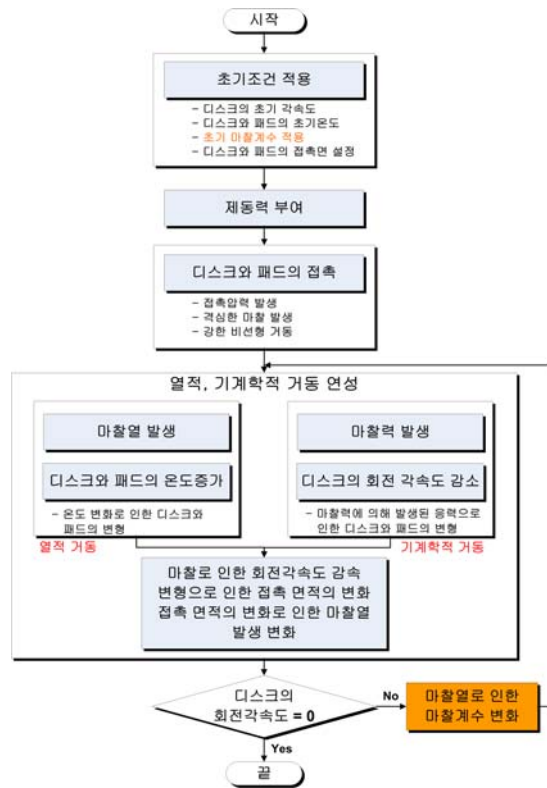 시작
초기조건 적용
- 디스크의 초기 각속도
- 디스크와 패드의 초기온도
- 초기 마찰계수 적용
- 디스크와 패드의 접촉면 설정
제동력 부여
디스크와 패드의 접촉
- 접촉압력 발생
- 격심한 마찰 발생
- 강한 비선형 거동
열적, 기계학적 거동 연성
마찰열 발생
디스크와 패드의 온도증가
- 온도 변화로 인한 디스크와
패드의 변형
열적 거동
마찰력 발생
디스크의 회전 각속도 감소
- 마찰력에 의해 발생된 응력으로
인한 디스크와 패드의 변형
기계학적 거동
마찰로 인한 회전각속도 감속
변형으로 인한 접촉 면적의 변화
접촉 면적의 변화로 인한 마찰열
발생 변화
디스크의
회전각속도 = 0
No
마찰열로 인한
마찰계수 변화
Yes
끝